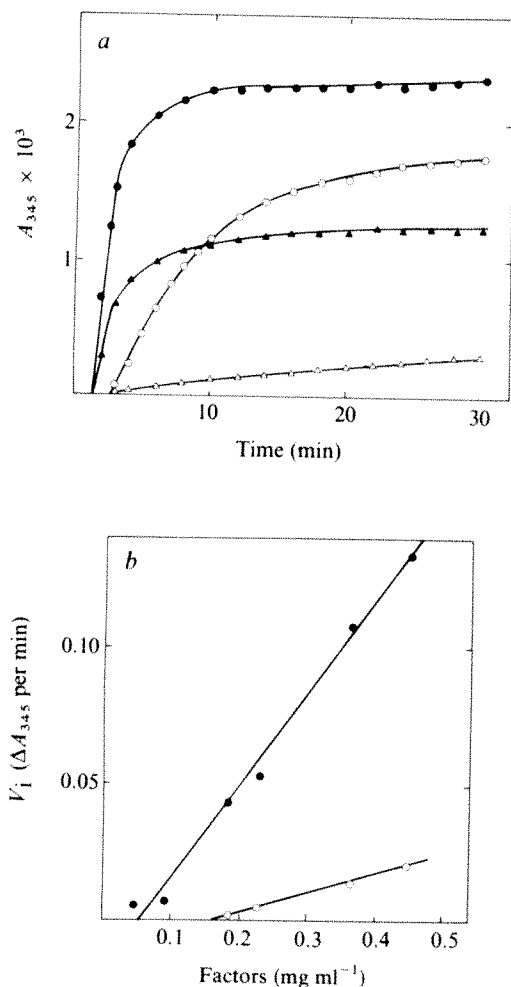 a
2
1
A₃₄₅ × 10³
10
20
30
Time (min)
b
0.10
0.05
Vᵢ (ΔA₃₄₅ per min)
0.1
0.2
0.3
0.4
0.5
Factors (mg ml⁻¹)